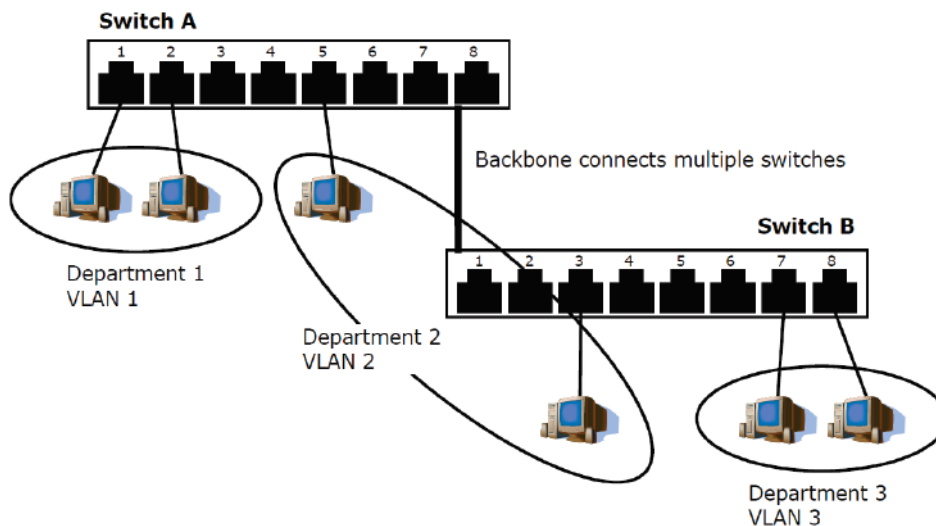 Switch A
1 2 3 4 5 6 7 8
Backbone connects multiple switches
Switch B
1 2 3 4 5 6 7 8
Department 1
VLAN 1
Department 2
VLAN 2
Department 3
VLAN 3